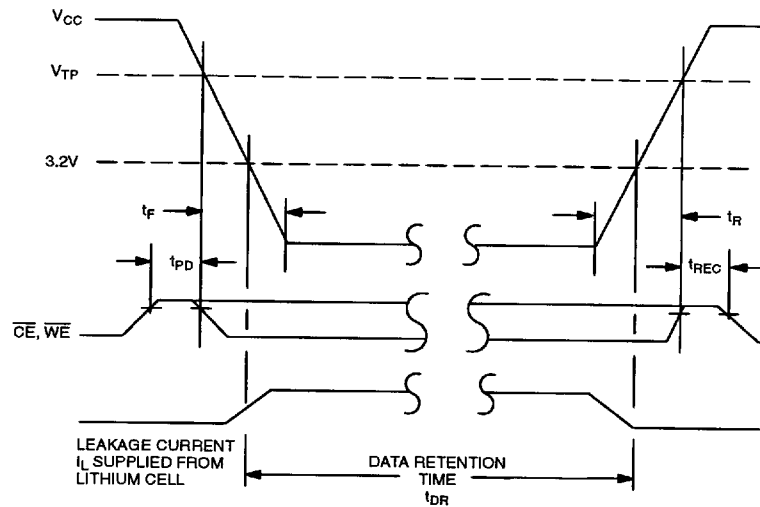 VCC
VTP
3.2V
tF
tR
tPD
tREC
CE, WE
LEAKAGE CURRENT
IL SUPPLIED FROM
LITHIUM CELL
DATA RETENTION
TIME
tDR